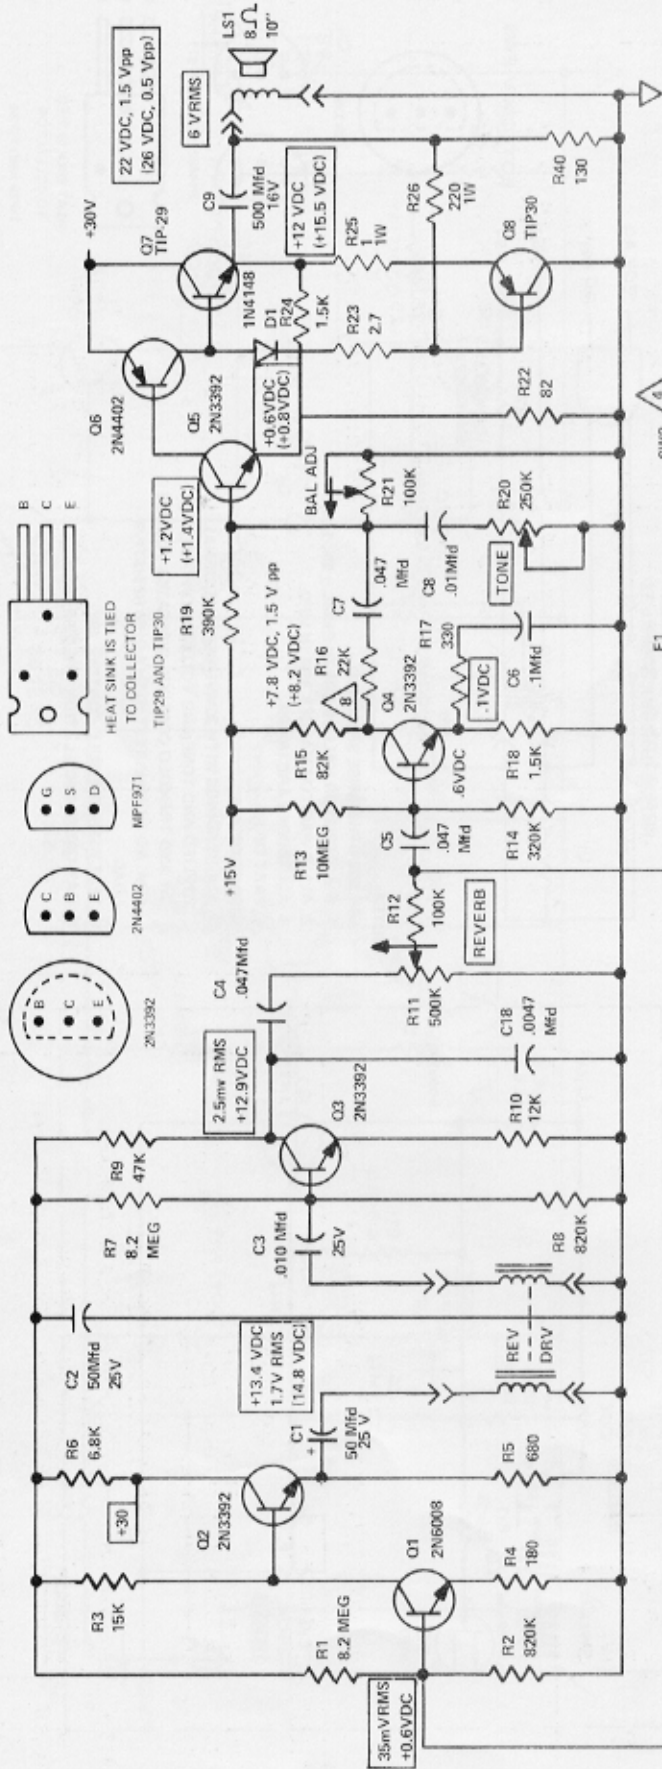 LS1
8Ω
10"
22 VDC, 1.5 Vpp
(26 VDC, 0.5 Vpp)
6 VRMS
+30V
Q7
TIP-29
C9
500 Mfd
16V
+12 VDC
(+15.5 VDC)
R25
1
1W
R26
220
1W
R40
130
Q8
TIP30
Q6
2N4402
Q5
2N3392
1N4148
D1
R24
1.5K
R23
2.7
+0.6VDC
(+0.8VDC)
R22
82
+1.2VDC
(+1.4VDC)
BAL ADJ
R21
100K
R20
250K
TONE
C8
.01Mfd
C7
.047
Mfd
R19
390K
+7.8 VDC, 1.5 V pp
(+8.2 VDC)
R16
22K
8
R17
330
C6
.1Mfd
.1VDC
Q4
2N3392
.6VDC
R15
82K
R18
1.5K
R13
10MEG
R14
320K
+15V
C5
.047
Mfd
R12
100K
REVERB
R11
500K
C4
.047Mfd
C18
.0047
Mfd
2.5mv RMS
+12.9VDC
Q3
2N3392
R9
47K
R10
12K
R7
8.2
MEG
R8
820K
C3
.010 Mfd
25V
C2
50Mfd
25V
REV
DRV
+13.4 VDC
1.7V RMS
[14.8 VDC)
C1
+
50 Mfd
25 V
R6
6.8K
+30
R5
680
Q2
2N3392
R3
15K
Q1
2N6008
R4
180
R1
8.2 MEG
R2
820K
35mVRMS
+0.6VDC
B
C
E
HEAT SINK IS TIED
TO COLLECTOR
TIP29 AND TIP30
G
S
D
MPF971
C
B
E
2N4402
B
C
E
2N3392
4